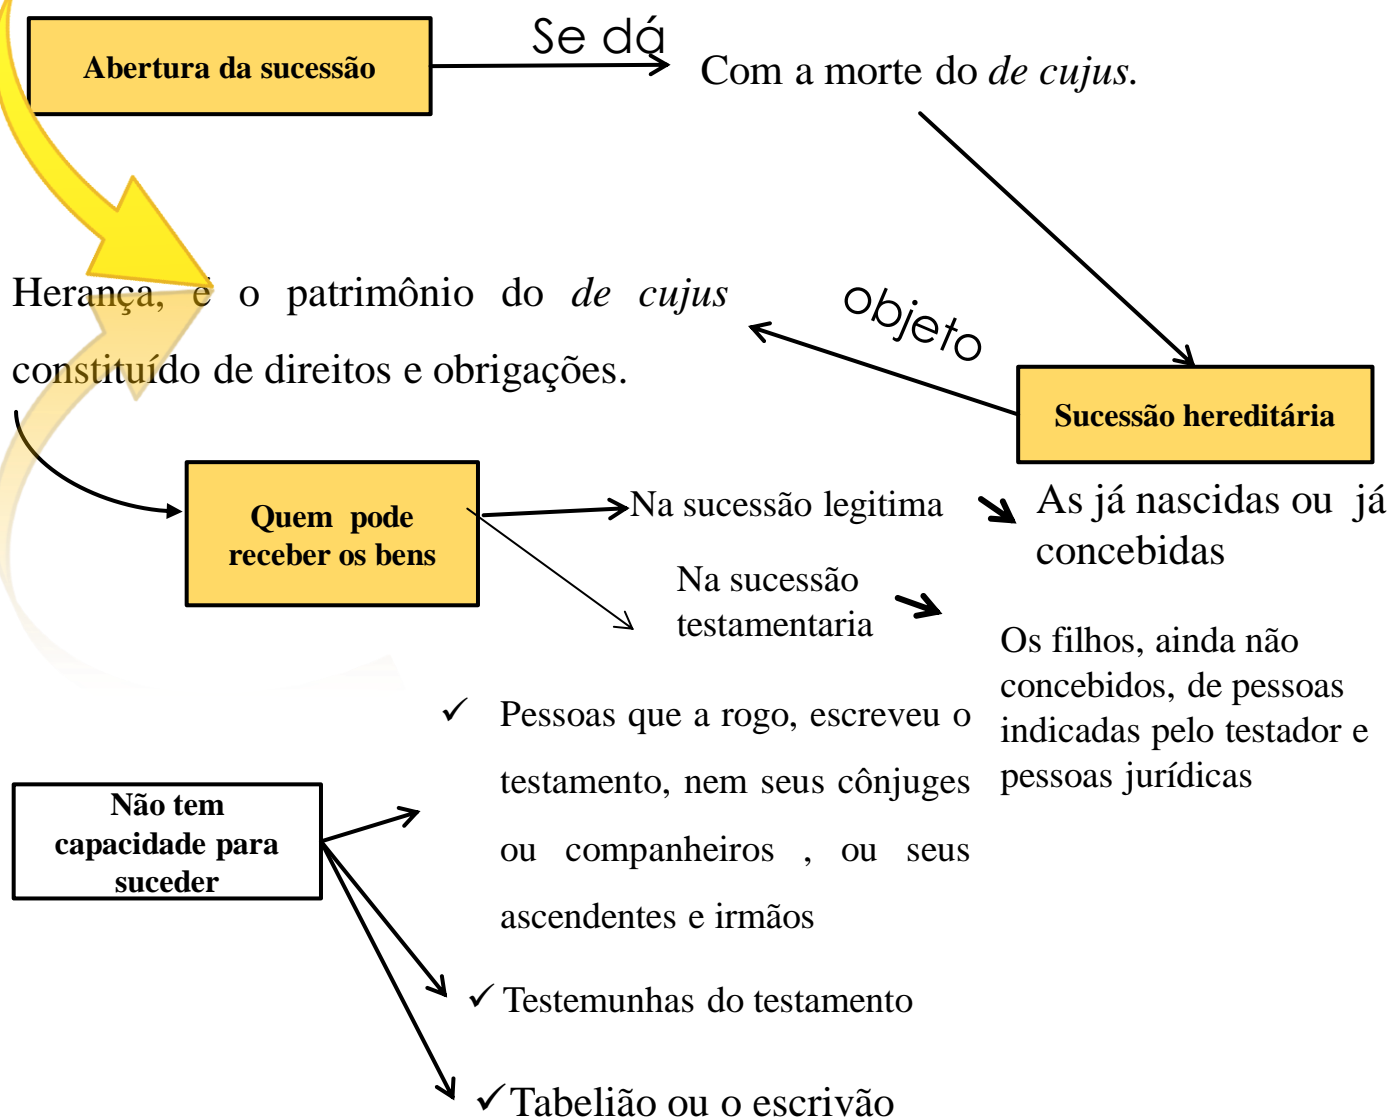 Abertura da sucessão
Se dá
Com a morte do de cujus.
Herança, é o patrimônio do de cujus
constituído de direitos e obrigações.
objeto
Sucessão hereditária
Quem pode
receber os bens
Na sucessão legitima
As já nascidas ou já
concebidas
Na sucessão
testamentaria
Os filhos, ainda não
concebidos, de pessoas
indicadas pelo testador e
pessoas jurídicas
Não tem
capacidade para
suceder
✓ Pessoas que a rogo, escreveu o
testamento, nem seus cônjuges
ou companheiros , ou seus
ascendentes e irmãos
✓ Testemunhas do testamento
✓ Tabelião ou o escrivão